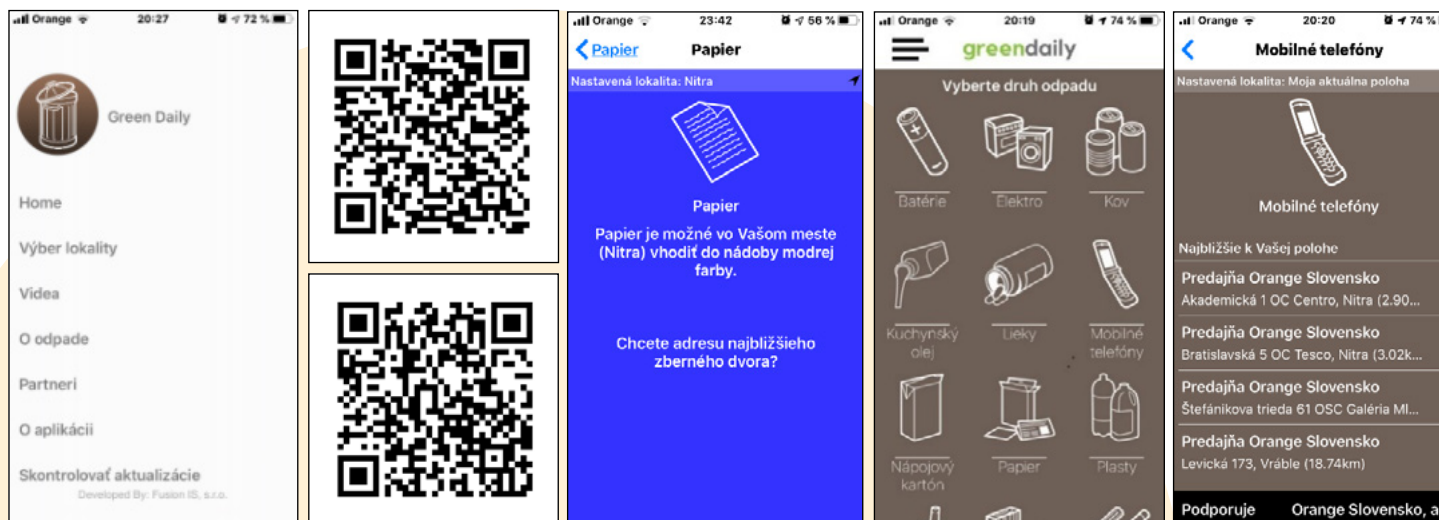 Orange 20:27 72 %
Green Daily
Home
Výber lokality
Videa
O odpade
Partneri
O aplikácii
Skontrolovať aktualizácie
Developed By: Fusion IS, s.r.o.
Orange 23:42 56 %
Papier Papier
Nastavená lokalita: Nitra
Papier
Papier je možné vo Vašom meste
(Nitra) vhodiť do nádoby modrej
farby.
Chcete adresu najbližšieho
zberného dvora?
Orange 20:19 74 %
greendaily
Vyberte druh odpadu
Batérie Elektro Kov
Kuchynský Lieky Mobilné
olej telefóny
Nápojový Papier Plasty
kartón
Orange 20:20 74 %
Mobilné telefóny
Nastavená lokalita: Moja aktuálna poloha
Mobilné telefóny
Najbližšie k Vašej polohe
Predajňa Orange Slovensko
Akademická 1 OC Centro, Nitra (2.90...
Predajňa Orange Slovensko
Bratislavská 5 OC Tesco, Nitra (3.02k...
Predajňa Orange Slovensko
Štefánikova trieda 61 OSC Galéria Ml...
Predajňa Orange Slovensko
Levická 173, Vráble (18.74km)
Podporuje Orange Slovensko, a